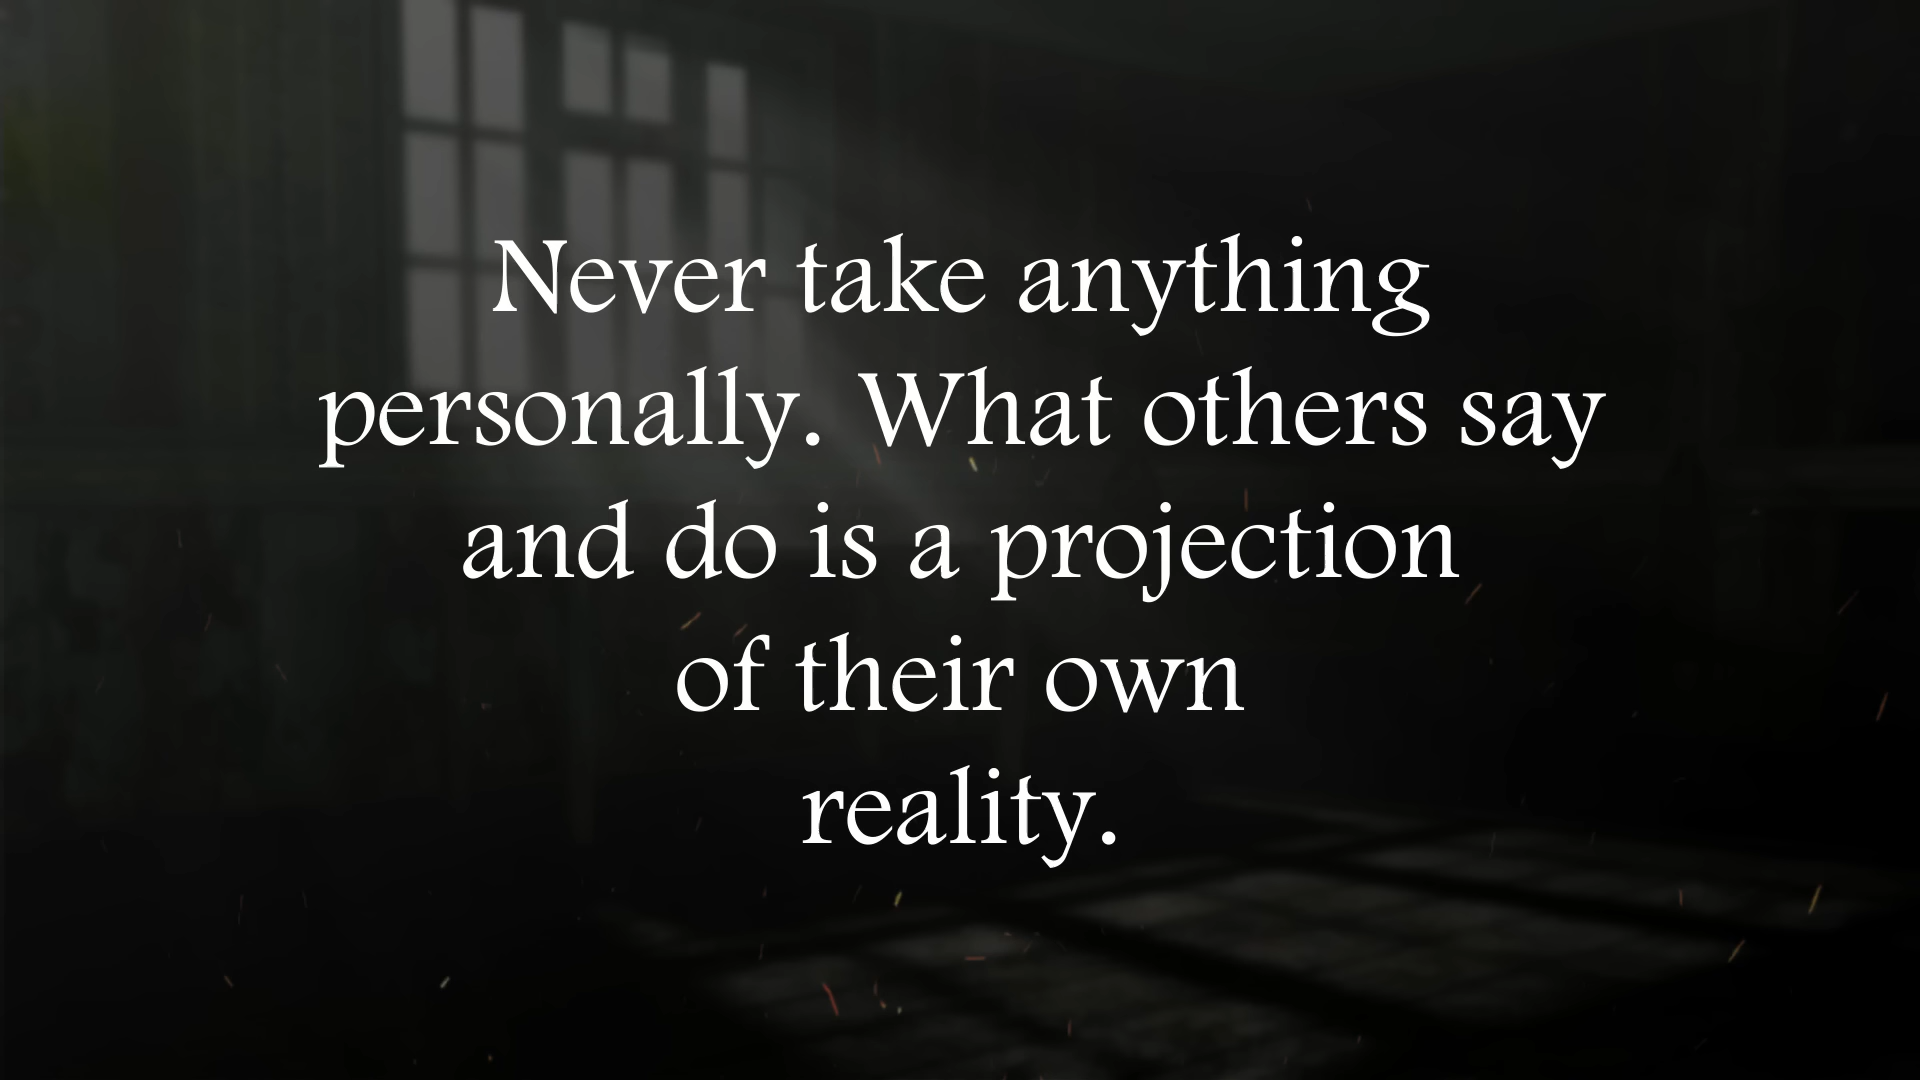 Never take anything
personally. What others say
and do is a projection
of their own
reality.